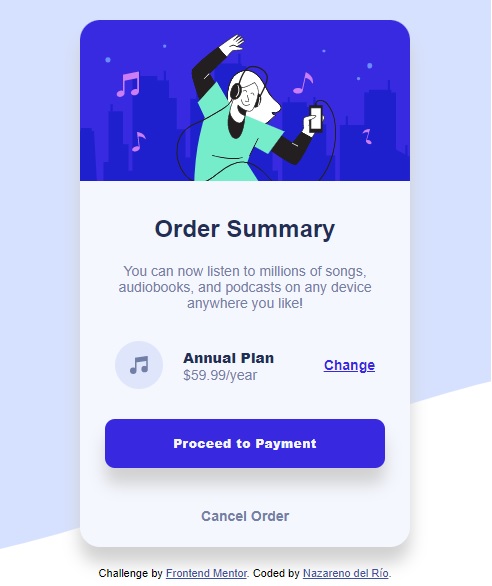 Order Summary
You can now listen to millions of songs,
audiobooks, and podcasts on any device
anywhere you like!
Annual Plan
$59.99/year
Change
Proceed to Payment
Cancel Order
Challenge by Frontend Mentor. Coded by Nazareno del Río.